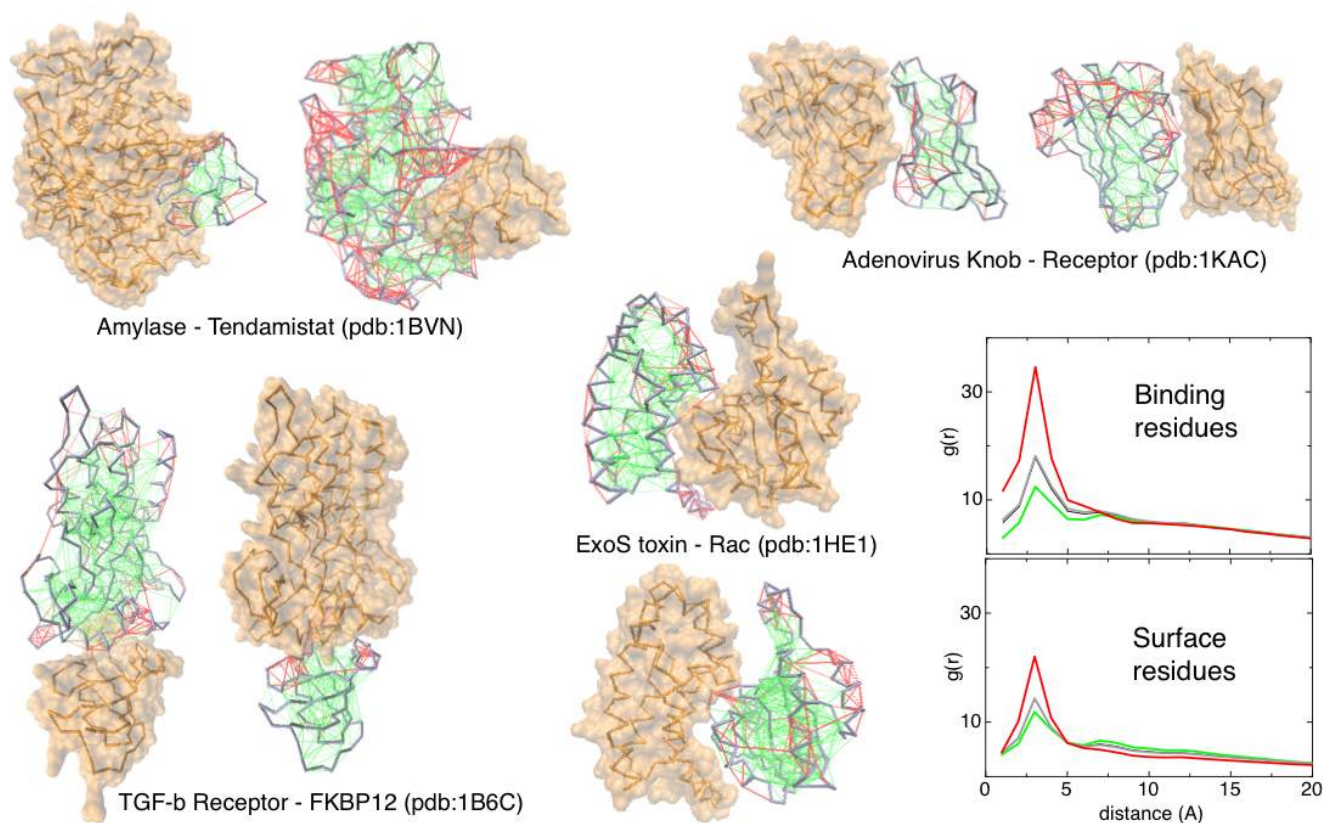 Amylase - Tendamistat (pdb:1BVN)
Adenovirus Knob - Receptor (pdb:1KAC)
ExoS toxin - Rac (pdb:1HE1)
TGF-b Receptor - FKBP12 (pdb:1B6C)
30
10
g(r)
Binding
residues
30
10
g(r)
Surface
residues
0 5 10 15 20
distance (A)